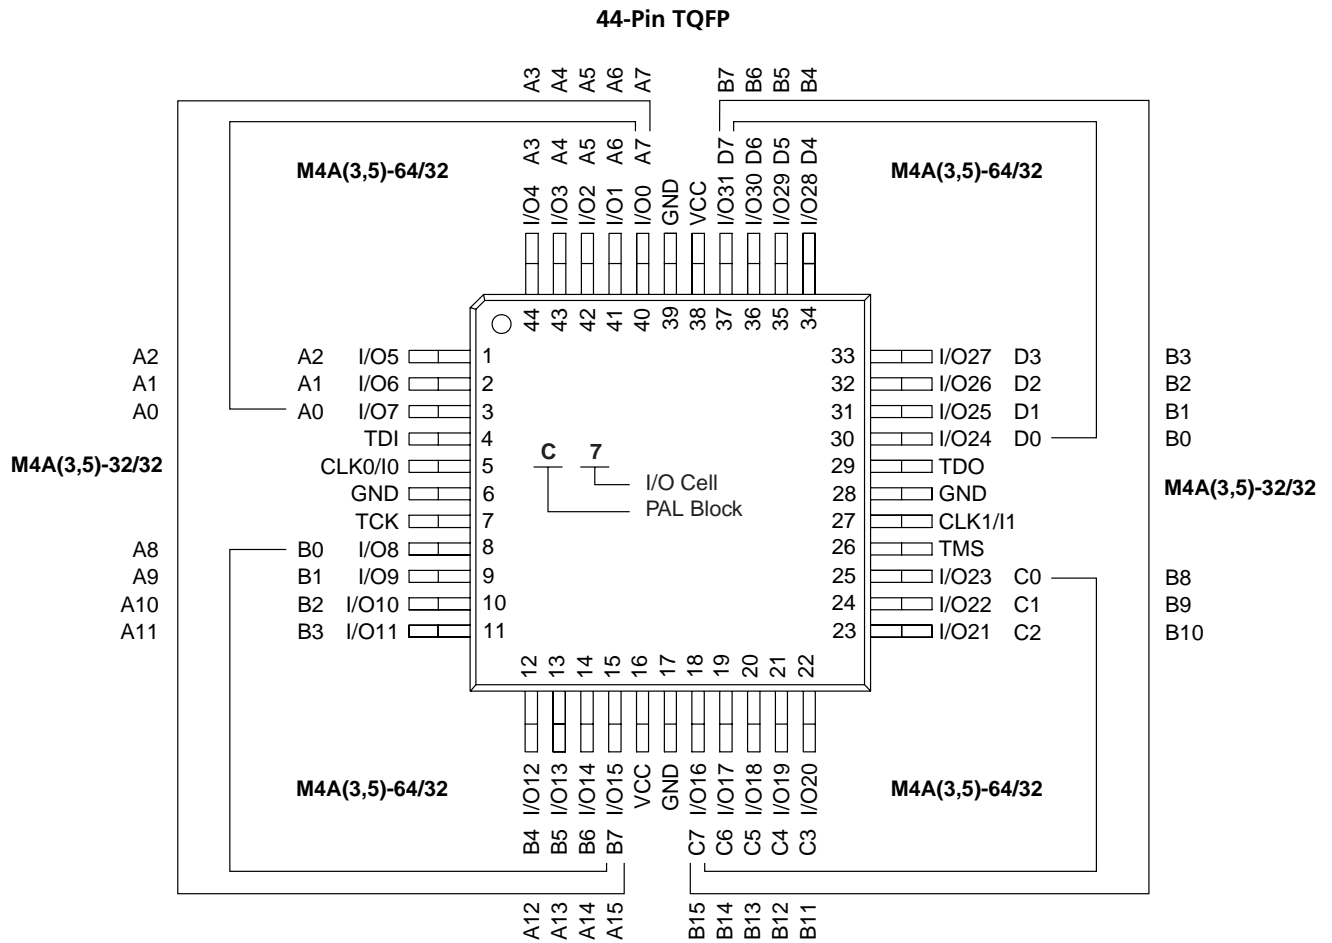 44-Pin TQFP
A3 A4 A5 A6 A7 B7 B6 B5 B4
M4A(3,5)-64/32 A3 A4 A5 A6 A7 D7 D6 D5 D4 M4A(3,5)-64/32
I/O4 I/O3 I/O2 I/O1 I/O0 GND VCC I/O31 I/O30 I/O29 I/O28
44 43 42 41 40 39 38 37 36 35 34
A2 A2 I/O5 1 33 I/O27 D3 B3
A1 A1 I/O6 2 32 I/O26 D2 B2
A0 A0 I/O7 3 31 I/O25 D1 B1
TDI 4 30 I/O24 D0 B0
M4A(3,5)-32/32 CLK0/I0 5 C 7 29 TDO
GND 6 I/O Cell 28 GND M4A(3,5)-32/32
TCK 7 PAL Block 27 CLK1/I1
A8 B0 I/O8 8 26 TMS
A9 B1 I/O9 9 25 I/O23 C0 B8
A10 B2 I/O10 10 24 I/O22 C1 B9
A11 B3 I/O11 11 23 I/O21 C2 B10
12 13 14 15 16 17 18 19 20 21 22
M4A(3,5)-64/32 I/O12 I/O13 I/O14 I/O15 VCC GND I/O16 I/O17 I/O18 I/O19 I/O20 M4A(3,5)-64/32
B4 B5 B6 B7 C7 C6 C5 C4 C3
A12 A13 A14 A15 B15 B14 B13 B12 B11